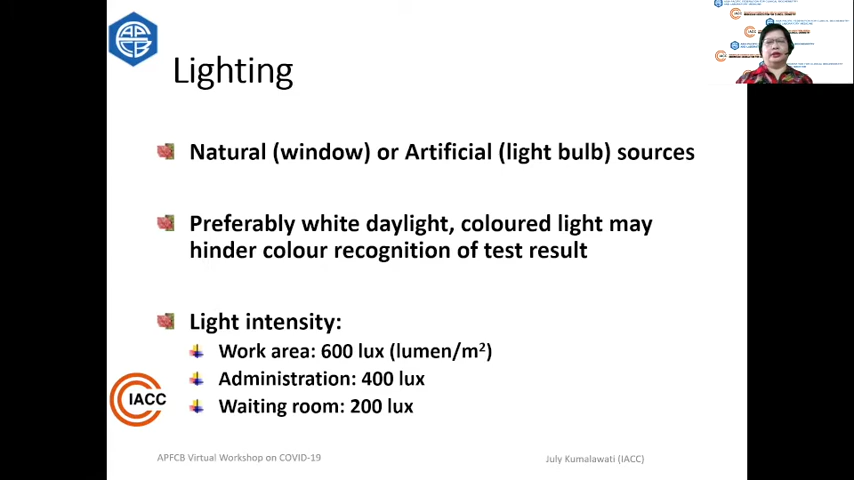 APFCB
Lighting
Natural (window) or Artificial (light bulb) sources
Preferably white daylight, coloured light may
hinder colour recognition of test result
Light intensity:
Work area: 600 lux (lumen/m²)
Administration: 400 lux
Waiting room: 200 lux
IACC
APFCB Virtual Workshop on COVID-19
July Kumalawati (IACC)